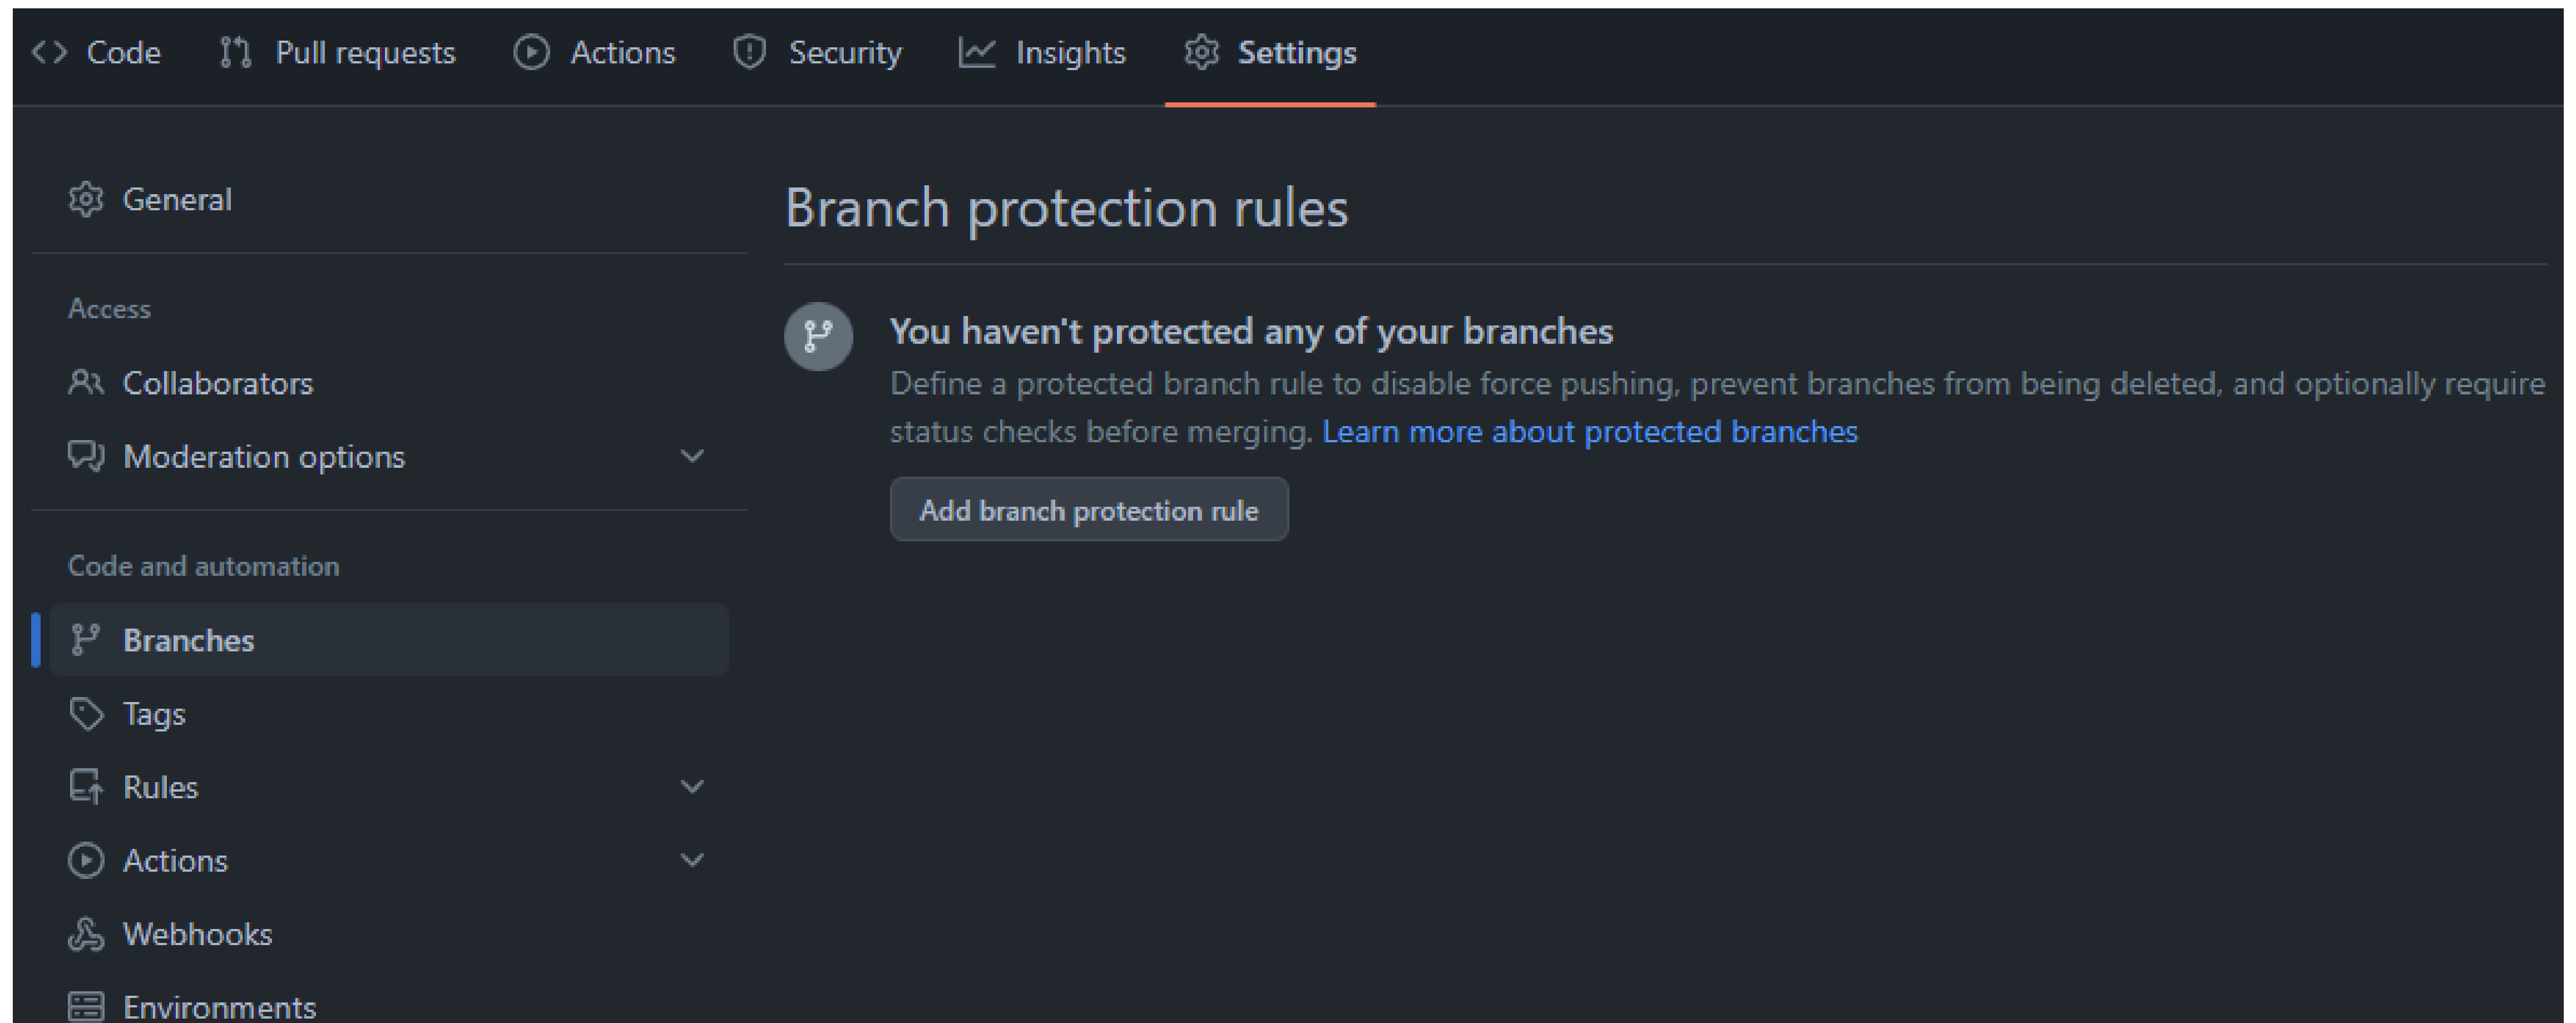 Code Pull requests Actions Security Insights Settings
General
Access
Collaborators
Moderation options
Code and automation
Branches
Tags
Rules
Actions
Webhooks
Environments
Branch protection rules
You haven't protected any of your branches
Define a protected branch rule to disable force pushing, prevent branches from being deleted, and optionally require
status checks before merging. Learn more about protected branches
Add branch protection rule